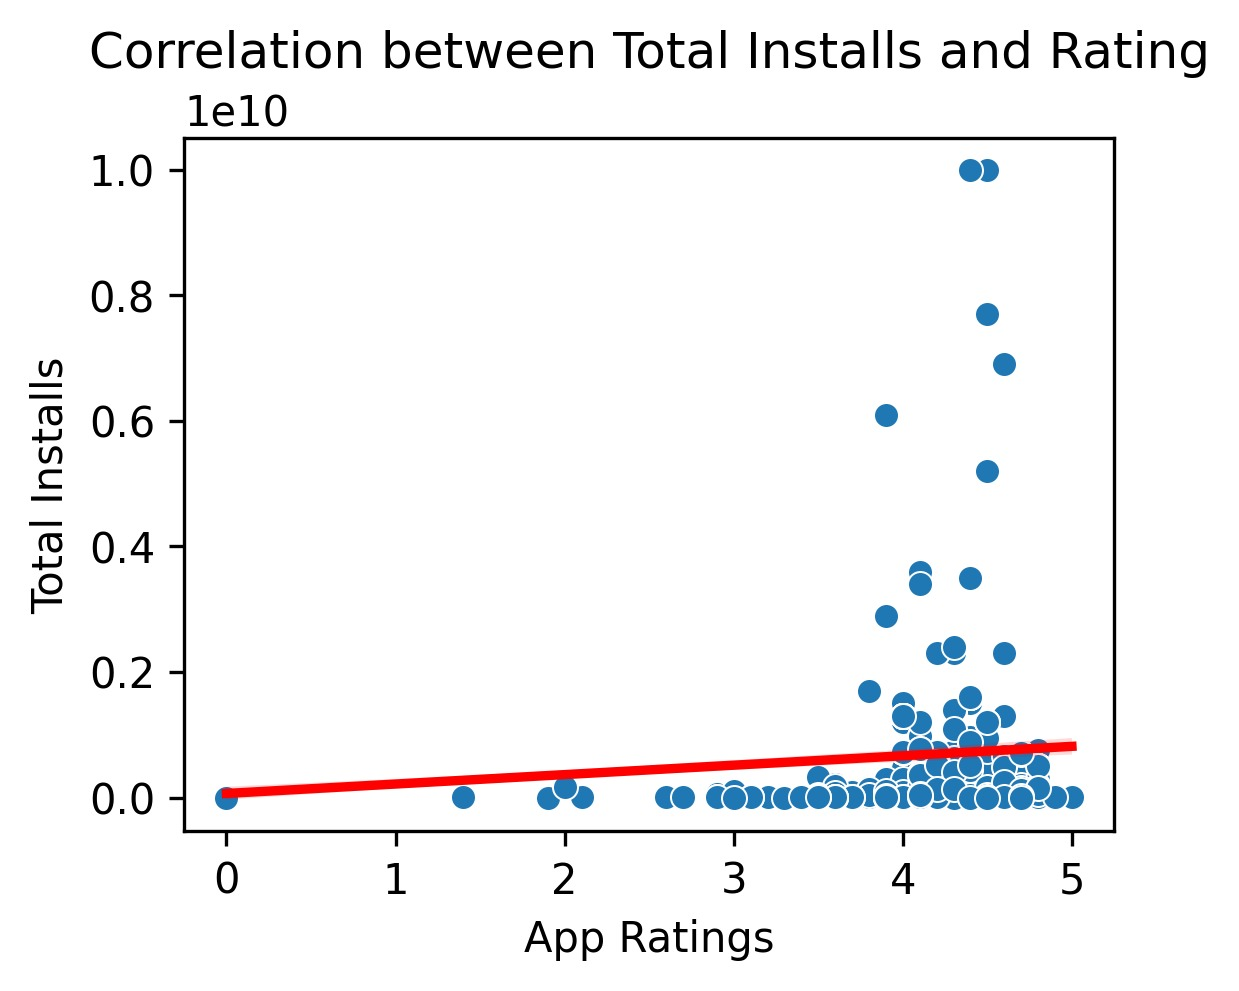 Correlation between Total Installs and Rating
1e10
1.0
0.8
0.6
0.4
0.2
0.0
Total Installs
0 1 2 3 4 5
App Ratings